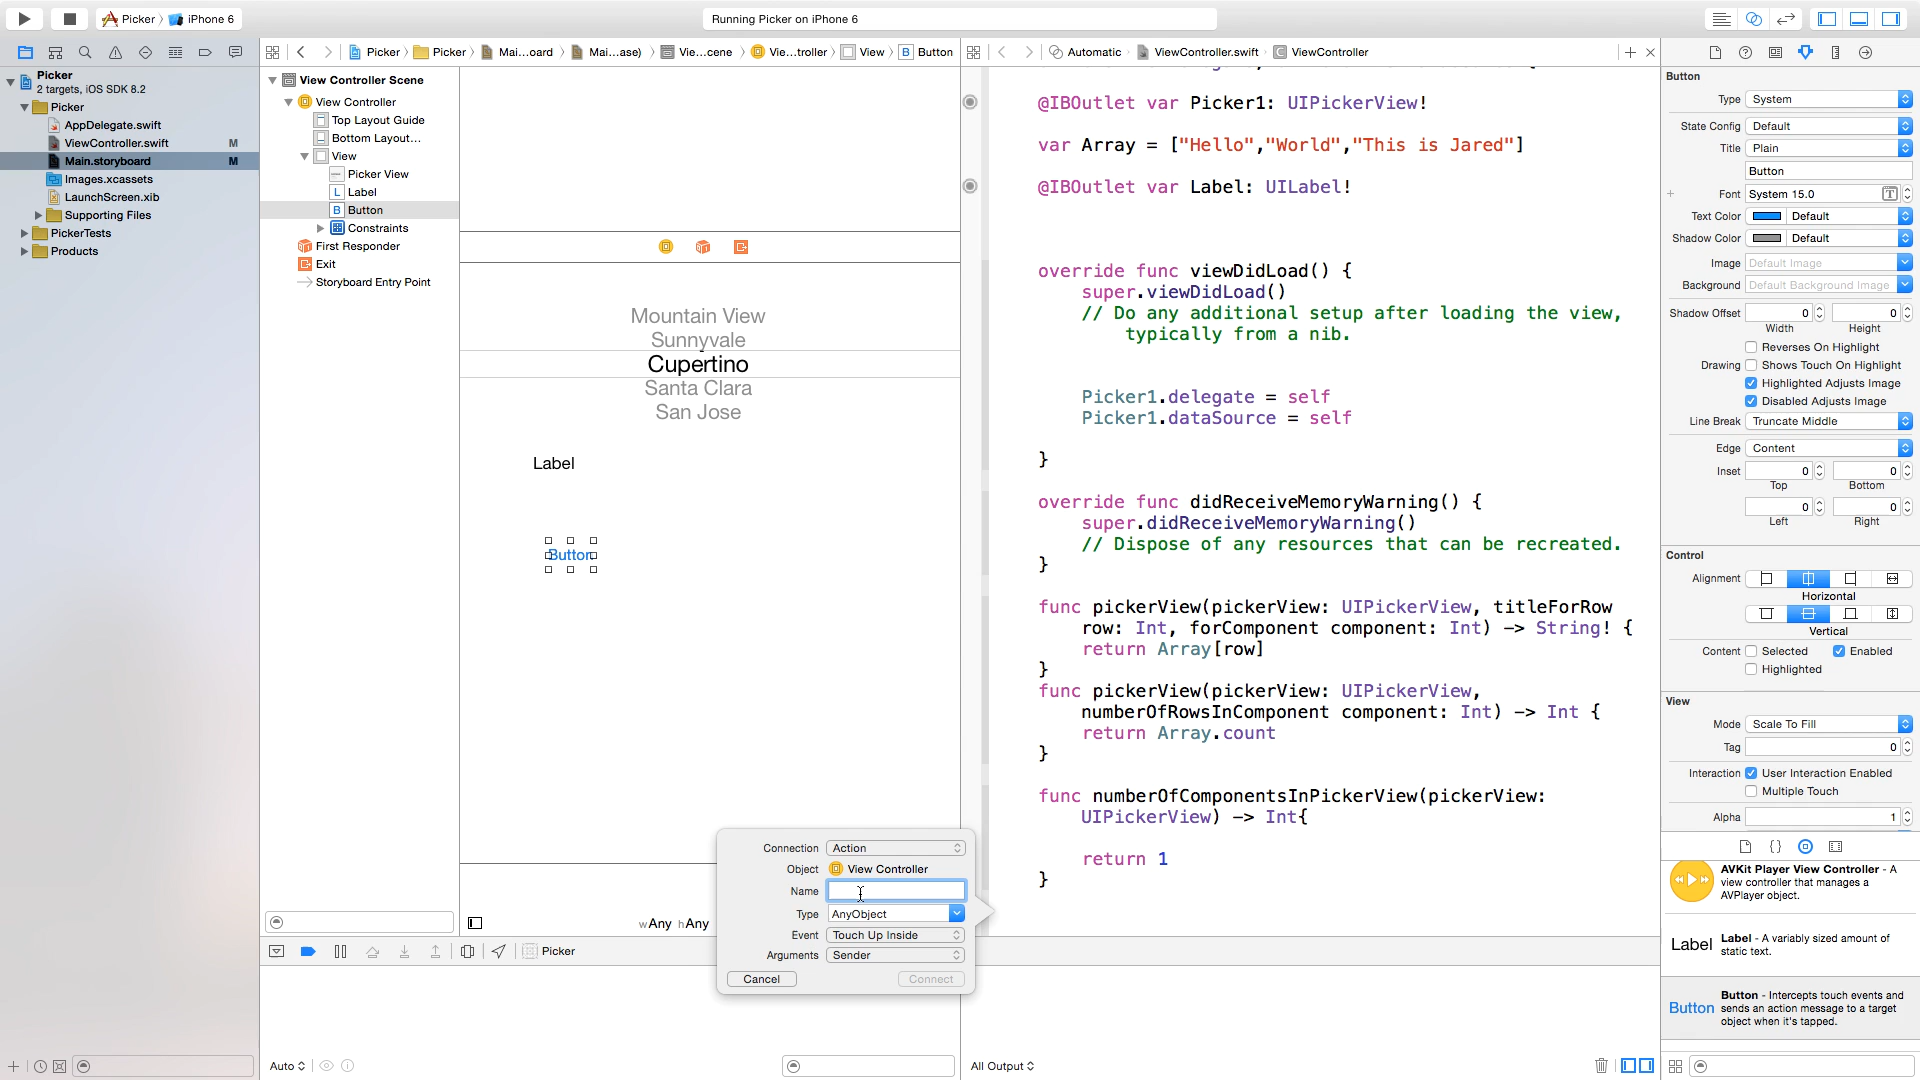 Picker
iPhone 6
Running Picker on iPhone 6
Picker
Picker
Mai...oard
Mai...ase)
Vie...cene
Vie...troller
View
Button
Automatic
ViewController.swift
ViewController
Picker
2 targets, iOS SDK 8.2
Picker
AppDelegate.swift
ViewController.swift M
Main.storyboard M
Images.xcassets
LaunchScreen.xib
Supporting Files
PickerTests
Products
View Controller Scene
View Controller
Top Layout Guide
Bottom Layout...
View
Picker View
L Label
B Button
Constraints
First Responder
Exit
Storyboard Entry Point
Mountain View
Sunnyvale
Cupertino
Santa Clara
San Jose
Label
Button
wAny hAny
@IBOutlet var Picker1: UIPickerView!
var Array = ["Hello","World","This is Jared"]
@IBOutlet var Label: UILabel!
override func viewDidLoad() {
super.viewDidLoad()
// Do any additional setup after loading the view,
typically from a nib.
Picker1.delegate = self
Picker1.dataSource = self
}
override func didReceiveMemoryWarning() {
super.didReceiveMemoryWarning()
// Dispose of any resources that can be recreated.
}
func pickerView(pickerView: UIPickerView, titleForRow
row: Int, forComponent component: Int) -> String! {
return Array[row]
}
func pickerView(pickerView: UIPickerView,
numberOfRowsInComponent component: Int) -> Int {
return Array.count
}
func numberOfComponentsInPickerView(pickerView:
UIPickerView) -> Int{
return 1
}
Connection Action
Object View Controller
Name
Type AnyObject
Event Touch Up Inside
Arguments Sender
Cancel Connect
Picker
Auto
All Output
Button
Type System
State Config Default
Title Plain
Button
Font System 15.0
Text Color Default
Shadow Color Default
Image Default Image
Background Default Background Image
Shadow Offset 0 0
Width Height
Reverses On Highlight
Drawing Shows Touch On Highlight
Highlighted Adjusts Image
Disabled Adjusts Image
Line Break Truncate Middle
Edge Content
Inset 0 0
Top Bottom
0 0
Left Right
Control
Alignment
Horizontal
Vertical
Content Selected Enabled
Highlighted
View
Mode Scale To Fill
Tag 0
Interaction User Interaction Enabled
Multiple Touch
Alpha 1
AVKit Player View Controller - A
view controller that manages a
AVPlayer object.
Label
Label - A variably sized amount of
static text.
Button
Button - Intercepts touch events and
sends an action message to a target
object when it's tapped.